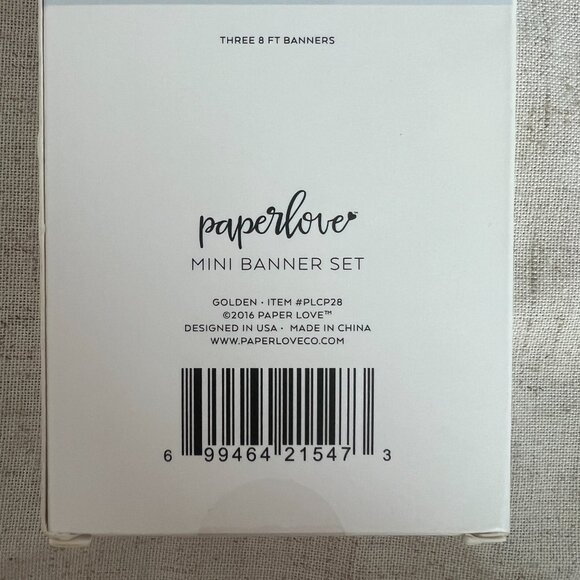 THREE 8 FT BANNERS
paperlove™
MINI BANNER SET
GOLDEN · ITEM #PLCP28
©2016 PAPER LOVE™
DESIGNED IN USA · MADE IN CHINA
WWW.PAPERLOVECO.COM
6 99464 21547 3